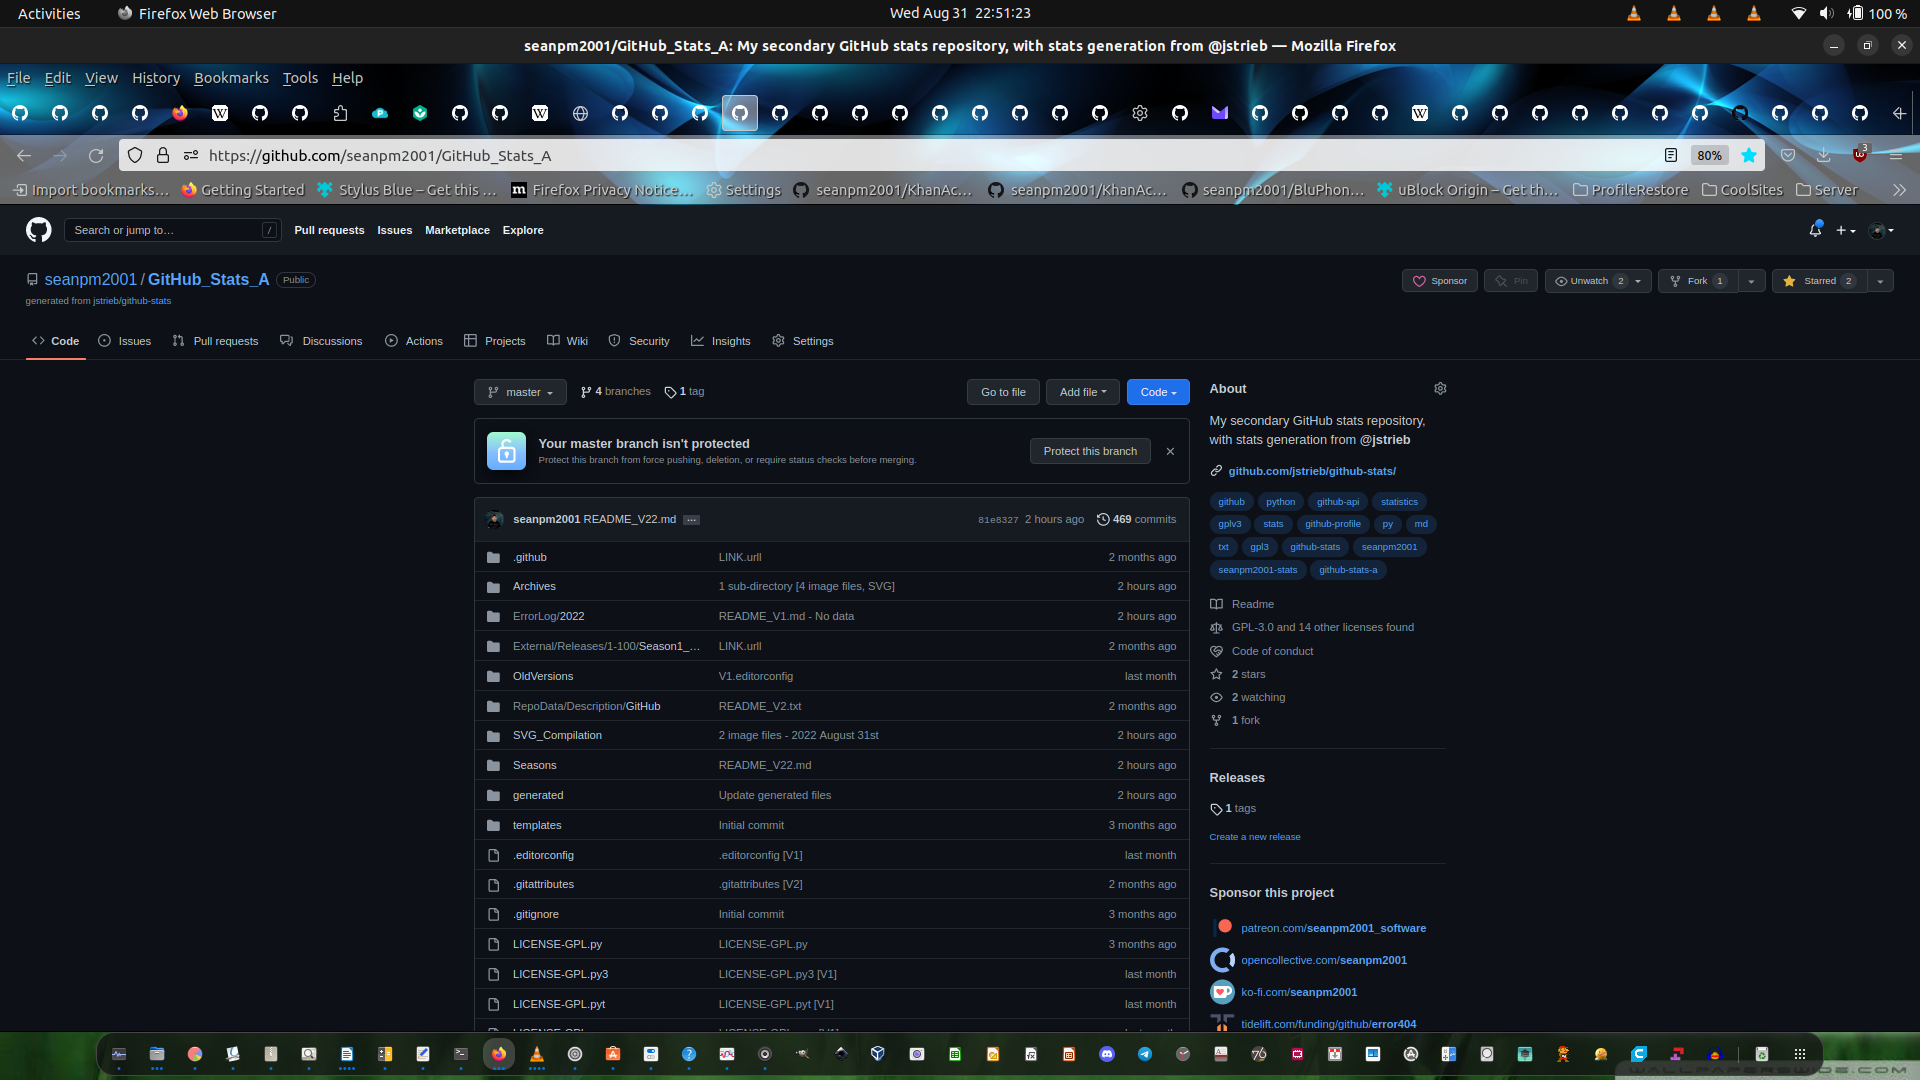 Activities
Firefox Web Browser
Wed Aug 31 22:51:23
100 %
seanpm2001/GitHub_Stats_A: My secondary GitHub stats repository, with stats generation from @jstrieb — Mozilla Firefox
File Edit View History Bookmarks Tools Help
https://github.com/seanpm2001/GitHub_Stats_A
80%
3
Import bookmarks…
Getting Started
Stylus Blue – Get this …
Firefox Privacy Notice…
Settings
seanpm2001/KhanAc…
seanpm2001/KhanAc…
seanpm2001/BluPhon…
uBlock Origin – Get th…
ProfileRestore
CoolSites
Server
Search or jump to…
/
Pull requests Issues Marketplace Explore
seanpm2001 / GitHub_Stats_A Public
generated from jstrieb/github-stats
Sponsor
Pin
Unwatch 2
Fork 1
Starred 2
Code
Issues
Pull requests
Discussions
Actions
Projects
Wiki
Security
Insights
Settings
master
4 branches
1 tag
Go to file
Add file
Code
Your master branch isn't protected
Protect this branch from force pushing, deletion, or require status checks before merging.
Protect this branch
seanpm2001 README_V22.md … 81e8327 2 hours ago 469 commits
.github LINK.urll 2 months ago
Archives 1 sub-directory [4 image files, SVG] 2 hours ago
ErrorLog/2022 README_V1.md - No data 2 hours ago
External/Releases/1-100/Season1_… LINK.urll 2 months ago
OldVersions V1.editorconfig last month
RepoData/Description/GitHub README_V2.txt 2 months ago
SVG_Compilation 2 image files - 2022 August 31st 2 hours ago
Seasons README_V22.md 2 hours ago
generated Update generated files 2 hours ago
templates Initial commit 3 months ago
.editorconfig .editorconfig [V1] last month
.gitattributes .gitattributes [V2] 2 months ago
.gitignore Initial commit 3 months ago
LICENSE-GPL.py LICENSE-GPL.py 3 months ago
LICENSE-GPL.py3 LICENSE-GPL.py3 [V1] last month
LICENSE-GPL.pyt LICENSE-GPL.pyt [V1] last month
About
My secondary GitHub stats repository,
with stats generation from @jstrieb
github.com/jstrieb/github-stats/
github python github-api statistics
gplv3 stats github-profile py md
txt gpl3 github-stats seanpm2001
seanpm2001-stats github-stats-a
Readme
GPL-3.0 and 14 other licenses found
Code of conduct
2 stars
2 watching
1 fork
Releases
1 tags
Create a new release
Sponsor this project
patreon.com/seanpm2001_software
opencollective.com/seanpm2001
ko-fi.com/seanpm2001
tidelift.com/funding/github/error404
WALLPAPERSWIDE.COM